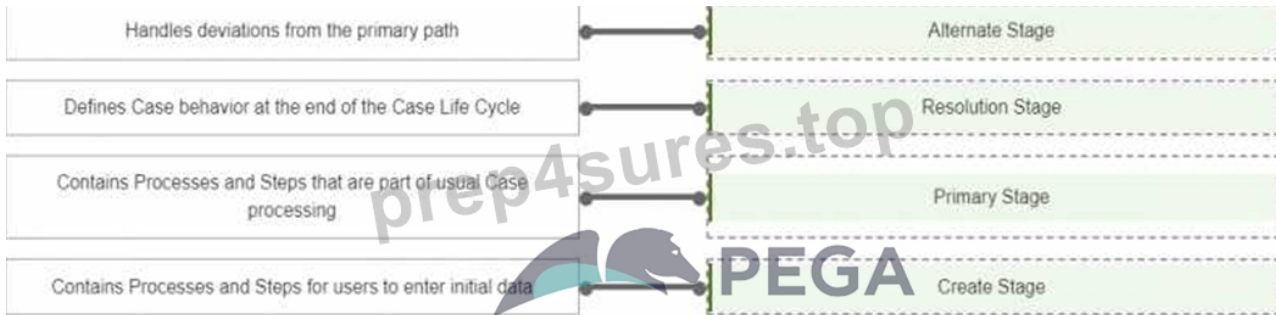 Handles deviations from the primary path
Alternate Stage
Defines Case behavior at the end of the Case Life Cycle
Resolution Stage
Contains Processes and Steps that are part of usual Case
processing
Primary Stage
Contains Processes and Steps for users to enter initial data
Create Stage
prep4sures.top
PEGA